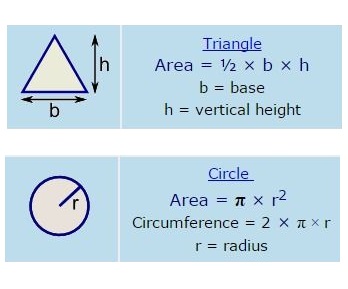 h
b
Triangle
Area = ½ × b × h
b = base
h = vertical height
r
Circle
Area = π × r²
Circumference = 2 × π × r
r = radius